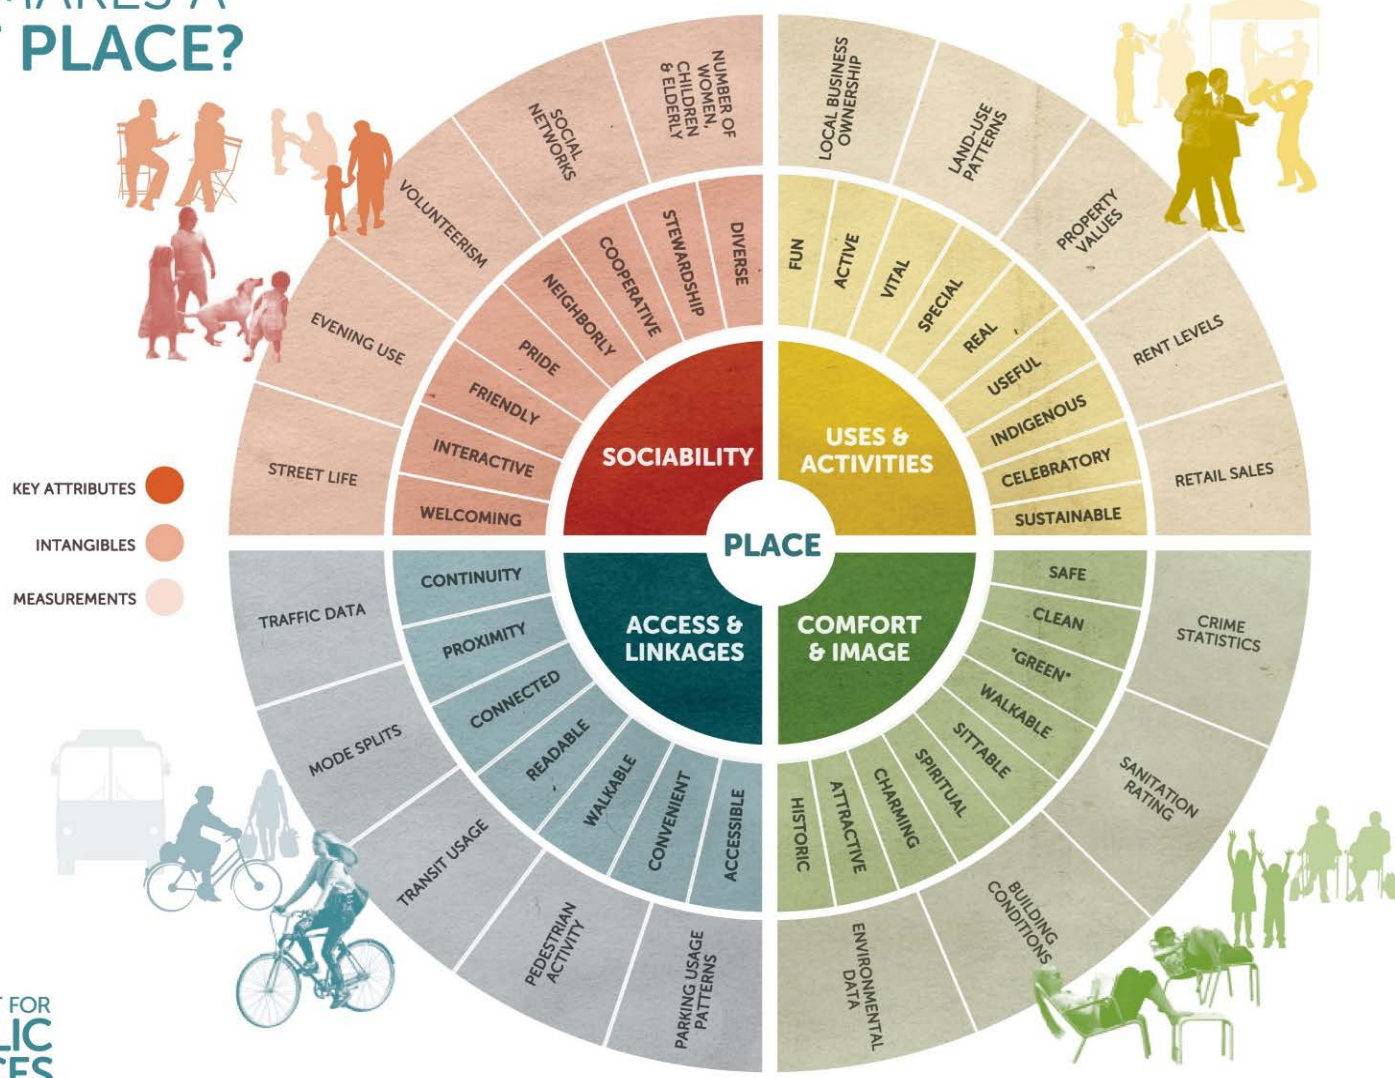 MAKES A
PLACE?
KEY ATTRIBUTES
INTANGIBLES
MEASUREMENTS
PLACE
SOCIABILITY
USES &
ACTIVITIES
ACCESS &
LINKAGES
COMFORT
& IMAGE
WELCOMING
INTERACTIVE
FRIENDLY
PRIDE
NEIGHBORLY
COOPERATIVE
STEWARDSHIP
DIVERSE
STREET LIFE
EVENING USE
VOLUNTEERISM
SOCIAL
NETWORKS
NUMBER OF
WOMEN,
CHILDREN
& ELDERLY
FUN
ACTIVE
VITAL
SPECIAL
REAL
USEFUL
INDIGENOUS
CELEBRATORY
SUSTAINABLE
LOCAL BUSINESS
OWNERSHIP
LAND-USE
PATTERNS
PROPERTY
VALUES
RENT LEVELS
RETAIL SALES
SAFE
CLEAN
"GREEN"
WALKABLE
SITTABLE
SPIRITUAL
CHARMING
ATTRACTIVE
HISTORIC
CRIME
STATISTICS
SANITATION
RATING
BUILDING
CONDITIONS
ENVIRONMENTAL
DATA
CONTINUITY
PROXIMITY
CONNECTED
READABLE
WALKABLE
CONVENIENT
ACCESSIBLE
TRAFFIC DATA
MODE SPLITS
TRANSIT USAGE
PEDESTRIAN
ACTIVITY
PARKING USAGE
PATTERNS
FOR